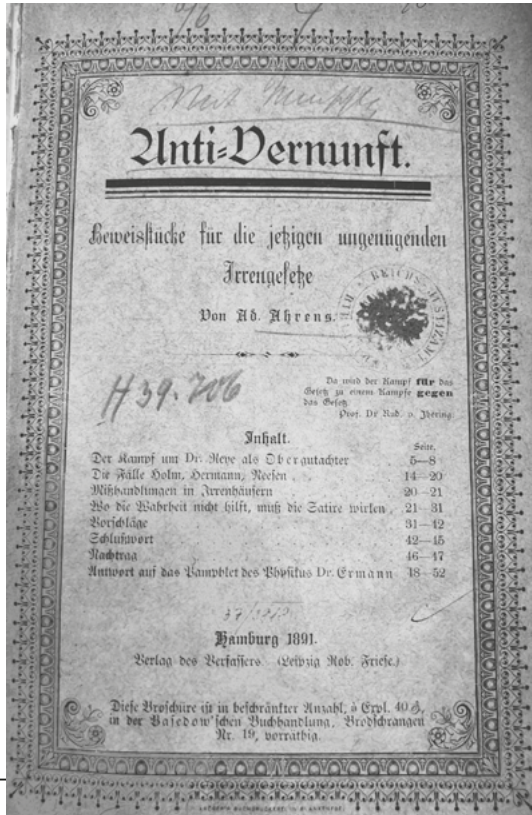 Anti-Vernunft.
Beweisstücke für die jetzigen ungenügenden
Irrengesetze
Von Ad. Ahrens.
REICHS-JUSTIZAMT
H 39.706
Da wird der Kampf für das
Gesetz zu einem Kampfe gegen
das Gesetz.
Prof. Dr Rud. v. Jhering.
Inhalt.
Seite.
Der Kampf um Dr. Reye als Obergutachter 5—8
Die Fälle Holm, Hermann, Reesen . 14—20
Mißhandlungen in Irrenhäusern 20—21
Wo die Wahrheit nicht hilft, muß die Satire wirken . 21—31
Vorschläge 31—42
Schlußwort 42—45
Nachtrag 46—47
Antwort auf das Pamphlet des Physikus Dr. Ermann 48—52
Hamburg 1891.
Verlag des Verfassers. (Leipzig Rob. Friese.)
Diese Broschüre ist in beschränkter Anzahl, à Expl. 40 ₰,
in der Basedow'schen Buchhandlung, Brodschrangen
Nr. 19, vorräthig.